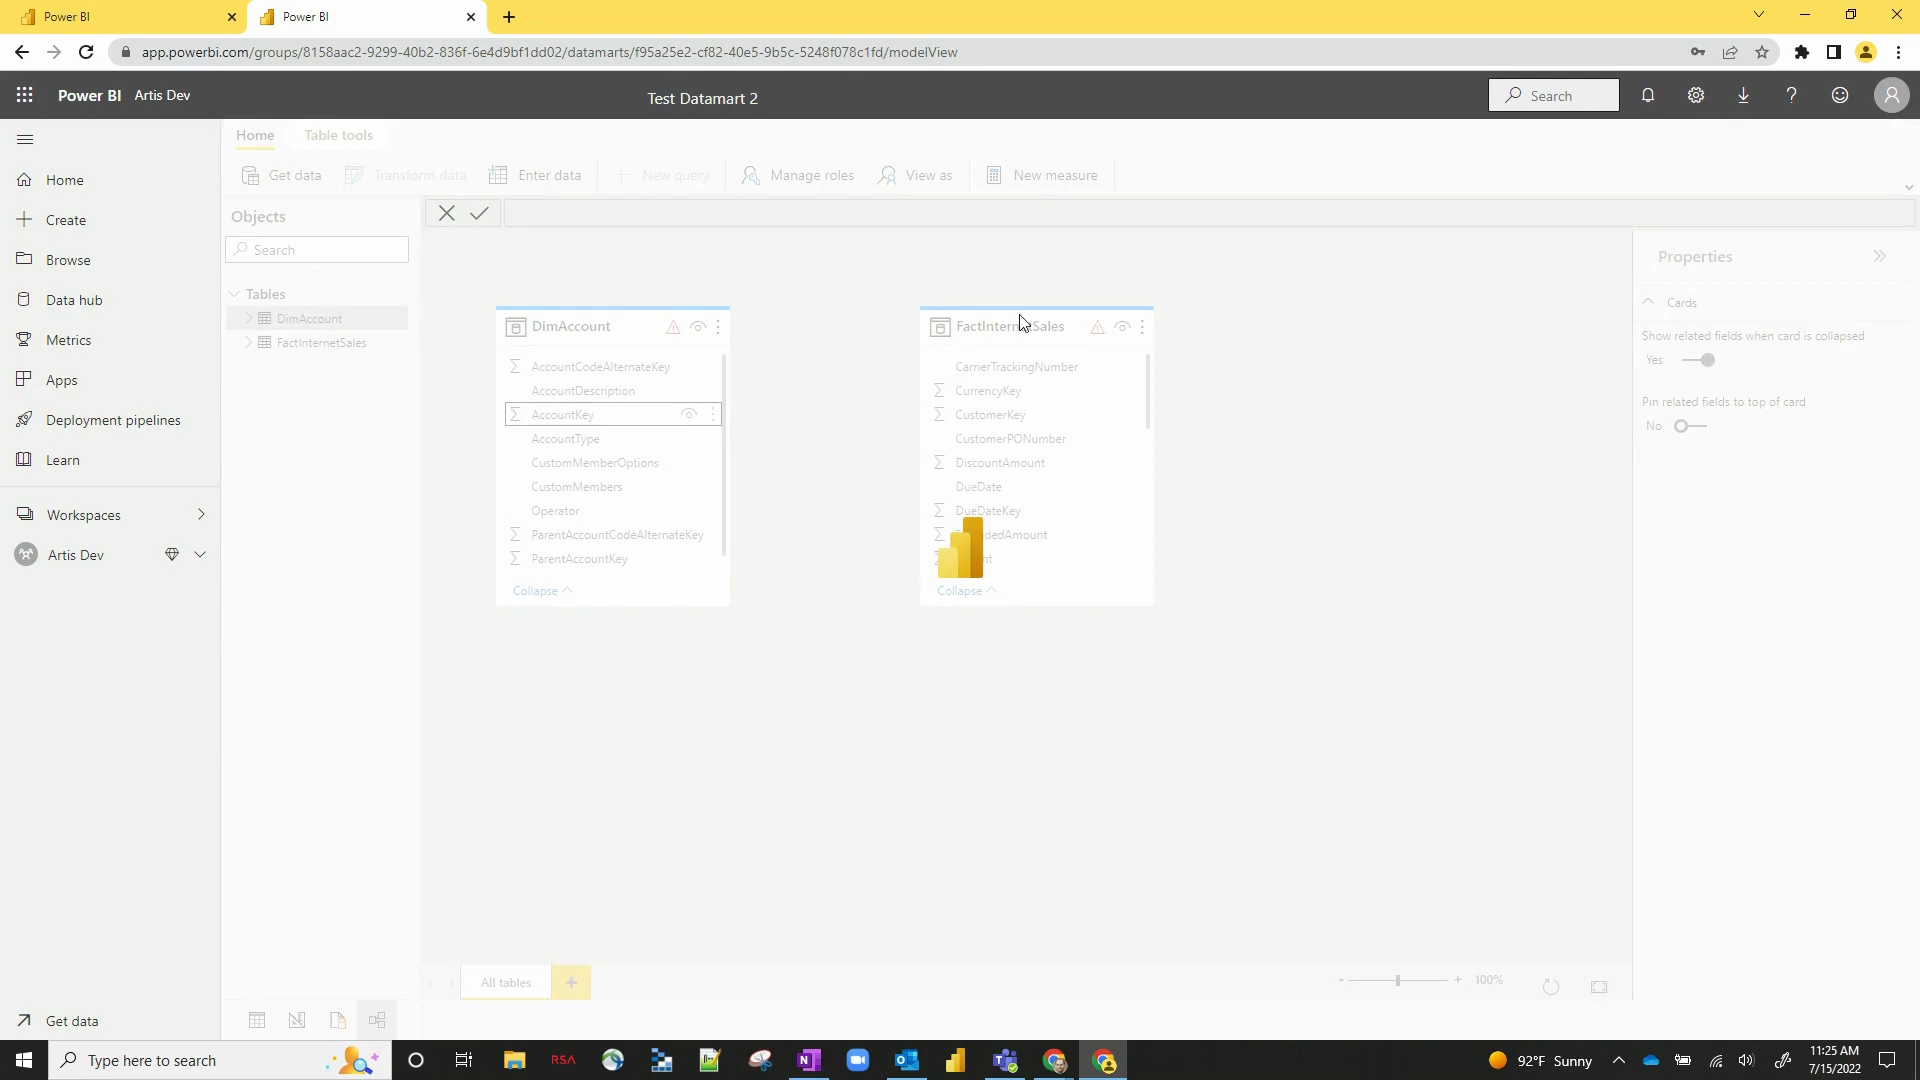 Power BI
Power BI
app.powerbi.com/groups/8158aac2-9299-40b2-836f-6e4d9bf1dd02/datamarts/f95a25e2-cf82-40e5-9b5c-5248f078c1fd/modelView
Power BI Artis Dev
Test Datamart 2
Search
Home Table tools
Get data Transform data Enter data New query Manage roles View as New measure
Home
Create
Browse
Data hub
Metrics
Apps
Deployment pipelines
Learn
Workspaces
Artis Dev
Get data
Objects
Search
Tables
DimAccount
FactInternetSales
DimAccount
AccountCodeAlternateKey
AccountDescription
AccountKey
AccountType
CustomMemberOptions
CustomMembers
Operator
ParentAccountCodeAlternateKey
ParentAccountKey
Collapse
FactInternetSales
CarrierTrackingNumber
CurrencyKey
CustomerKey
CustomerPONumber
DiscountAmount
DueDate
DueDateKey
dedAmount
Collapse
Properties
Cards
Show related fields when card is collapsed
Yes
Pin related fields to top of card
No
All tables
100%
Type here to search
RSA
92°F Sunny
11:25 AM
7/15/2022